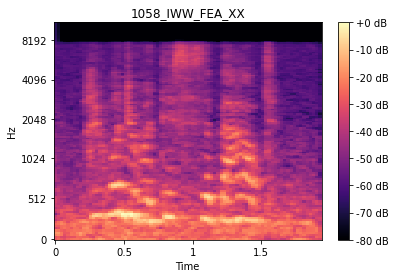 1058_IWW_FEA_XX
+0 dB
8192
-10 dB
4096
-20 dB
-30 dB
2048
Hz
-40 dB
1024
-50 dB
512
-60 dB
-70 dB
0
-80 dB
0 0.5 1 1.5
Time